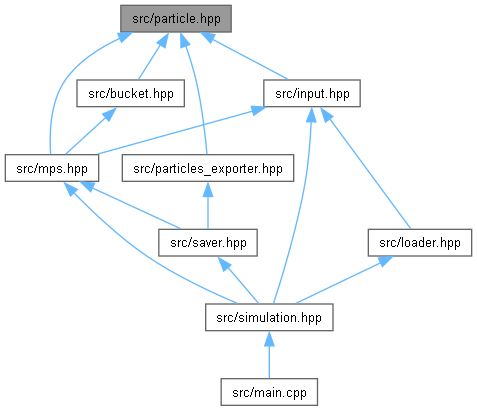 src/particle.hpp
src/bucket.hpp
src/input.hpp
src/mps.hpp
src/particles_exporter.hpp
src/saver.hpp
src/loader.hpp
src/simulation.hpp
src/main.cpp